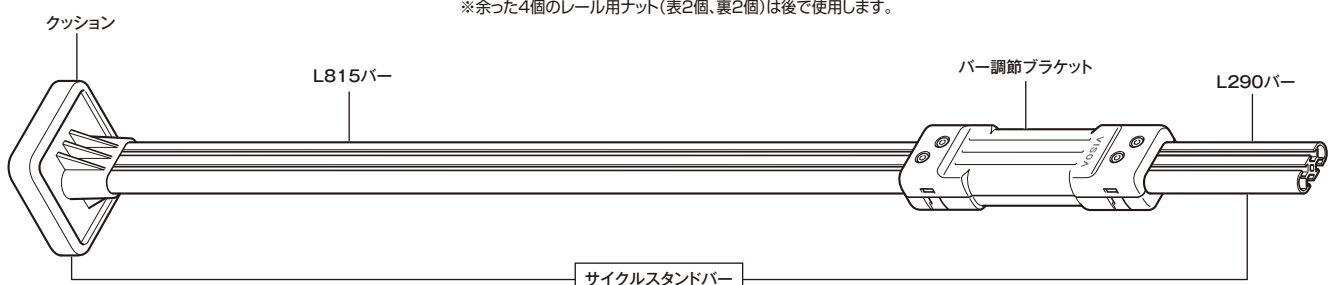 ※余った4個のレール用ナット(表2個、裏2個)は後で使用します。
クッション
L815バー
バー調節ブラケット
L290バー
VISOA
サイクルスタンドバー